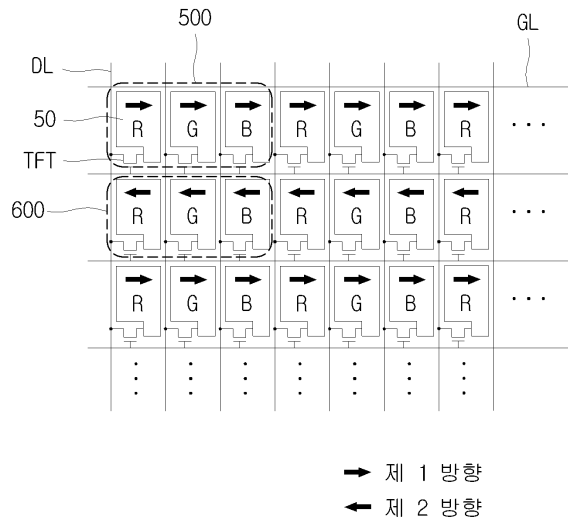 500
GL
DL
50
R G B R G B R ...
TFT
600
R G B R G B R ...
R G B R G B R ...
제 1 방향
제 2 방향